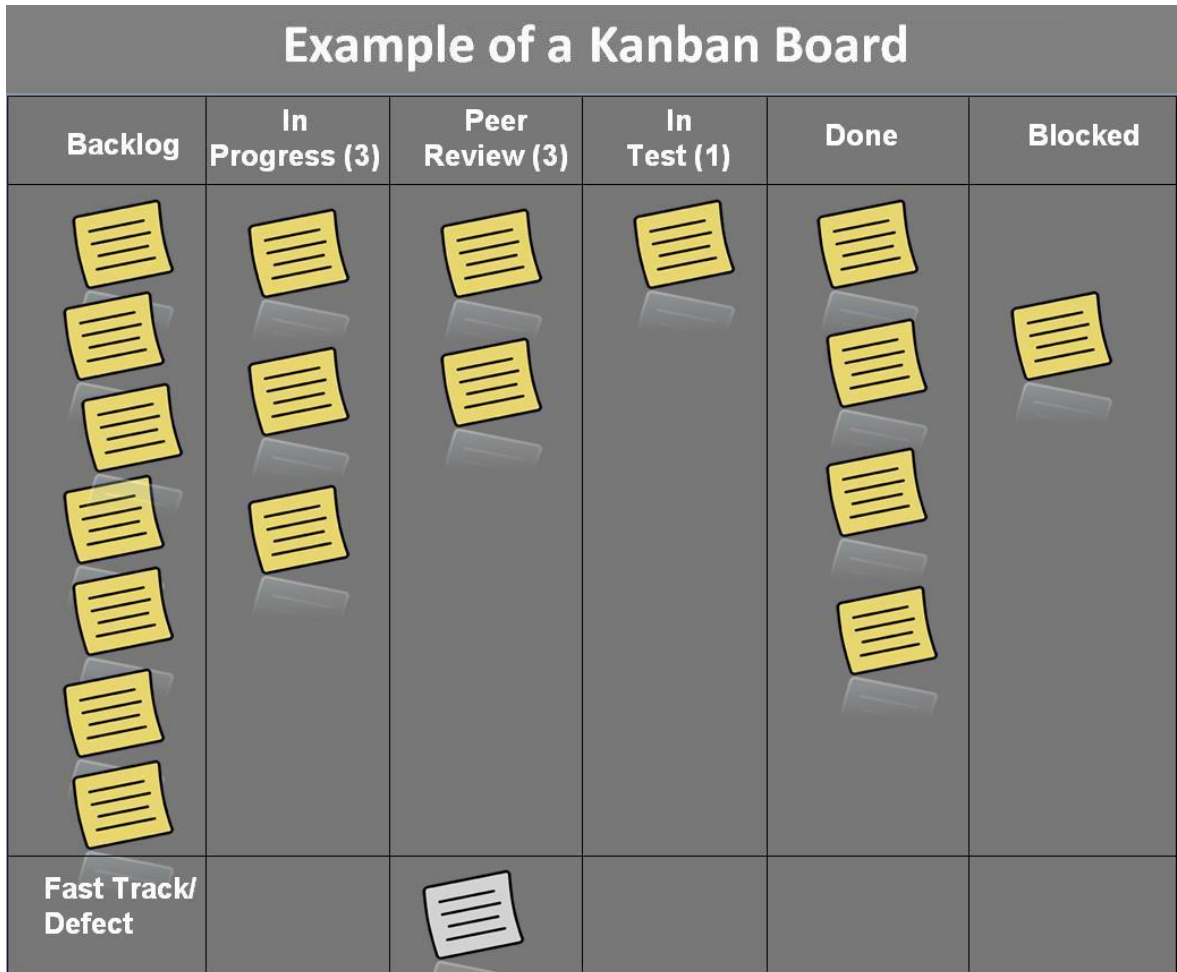 Example of a Kanban Board
Backlog
In
Progress (3)
Peer
Review (3)
In
Test (1)
Done
Blocked
Fast Track/
Defect